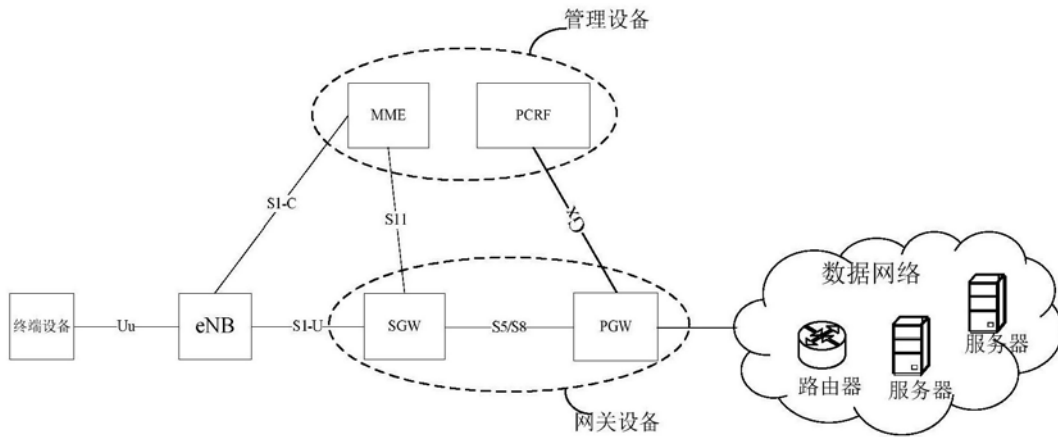 管理设备
MME
PCRF
S1-C
S11
Gx
数据网络
终端设备
Uu
eNB
S1-U
SGW
S5/S8
PGW
路由器
服务器
服务器
网关设备